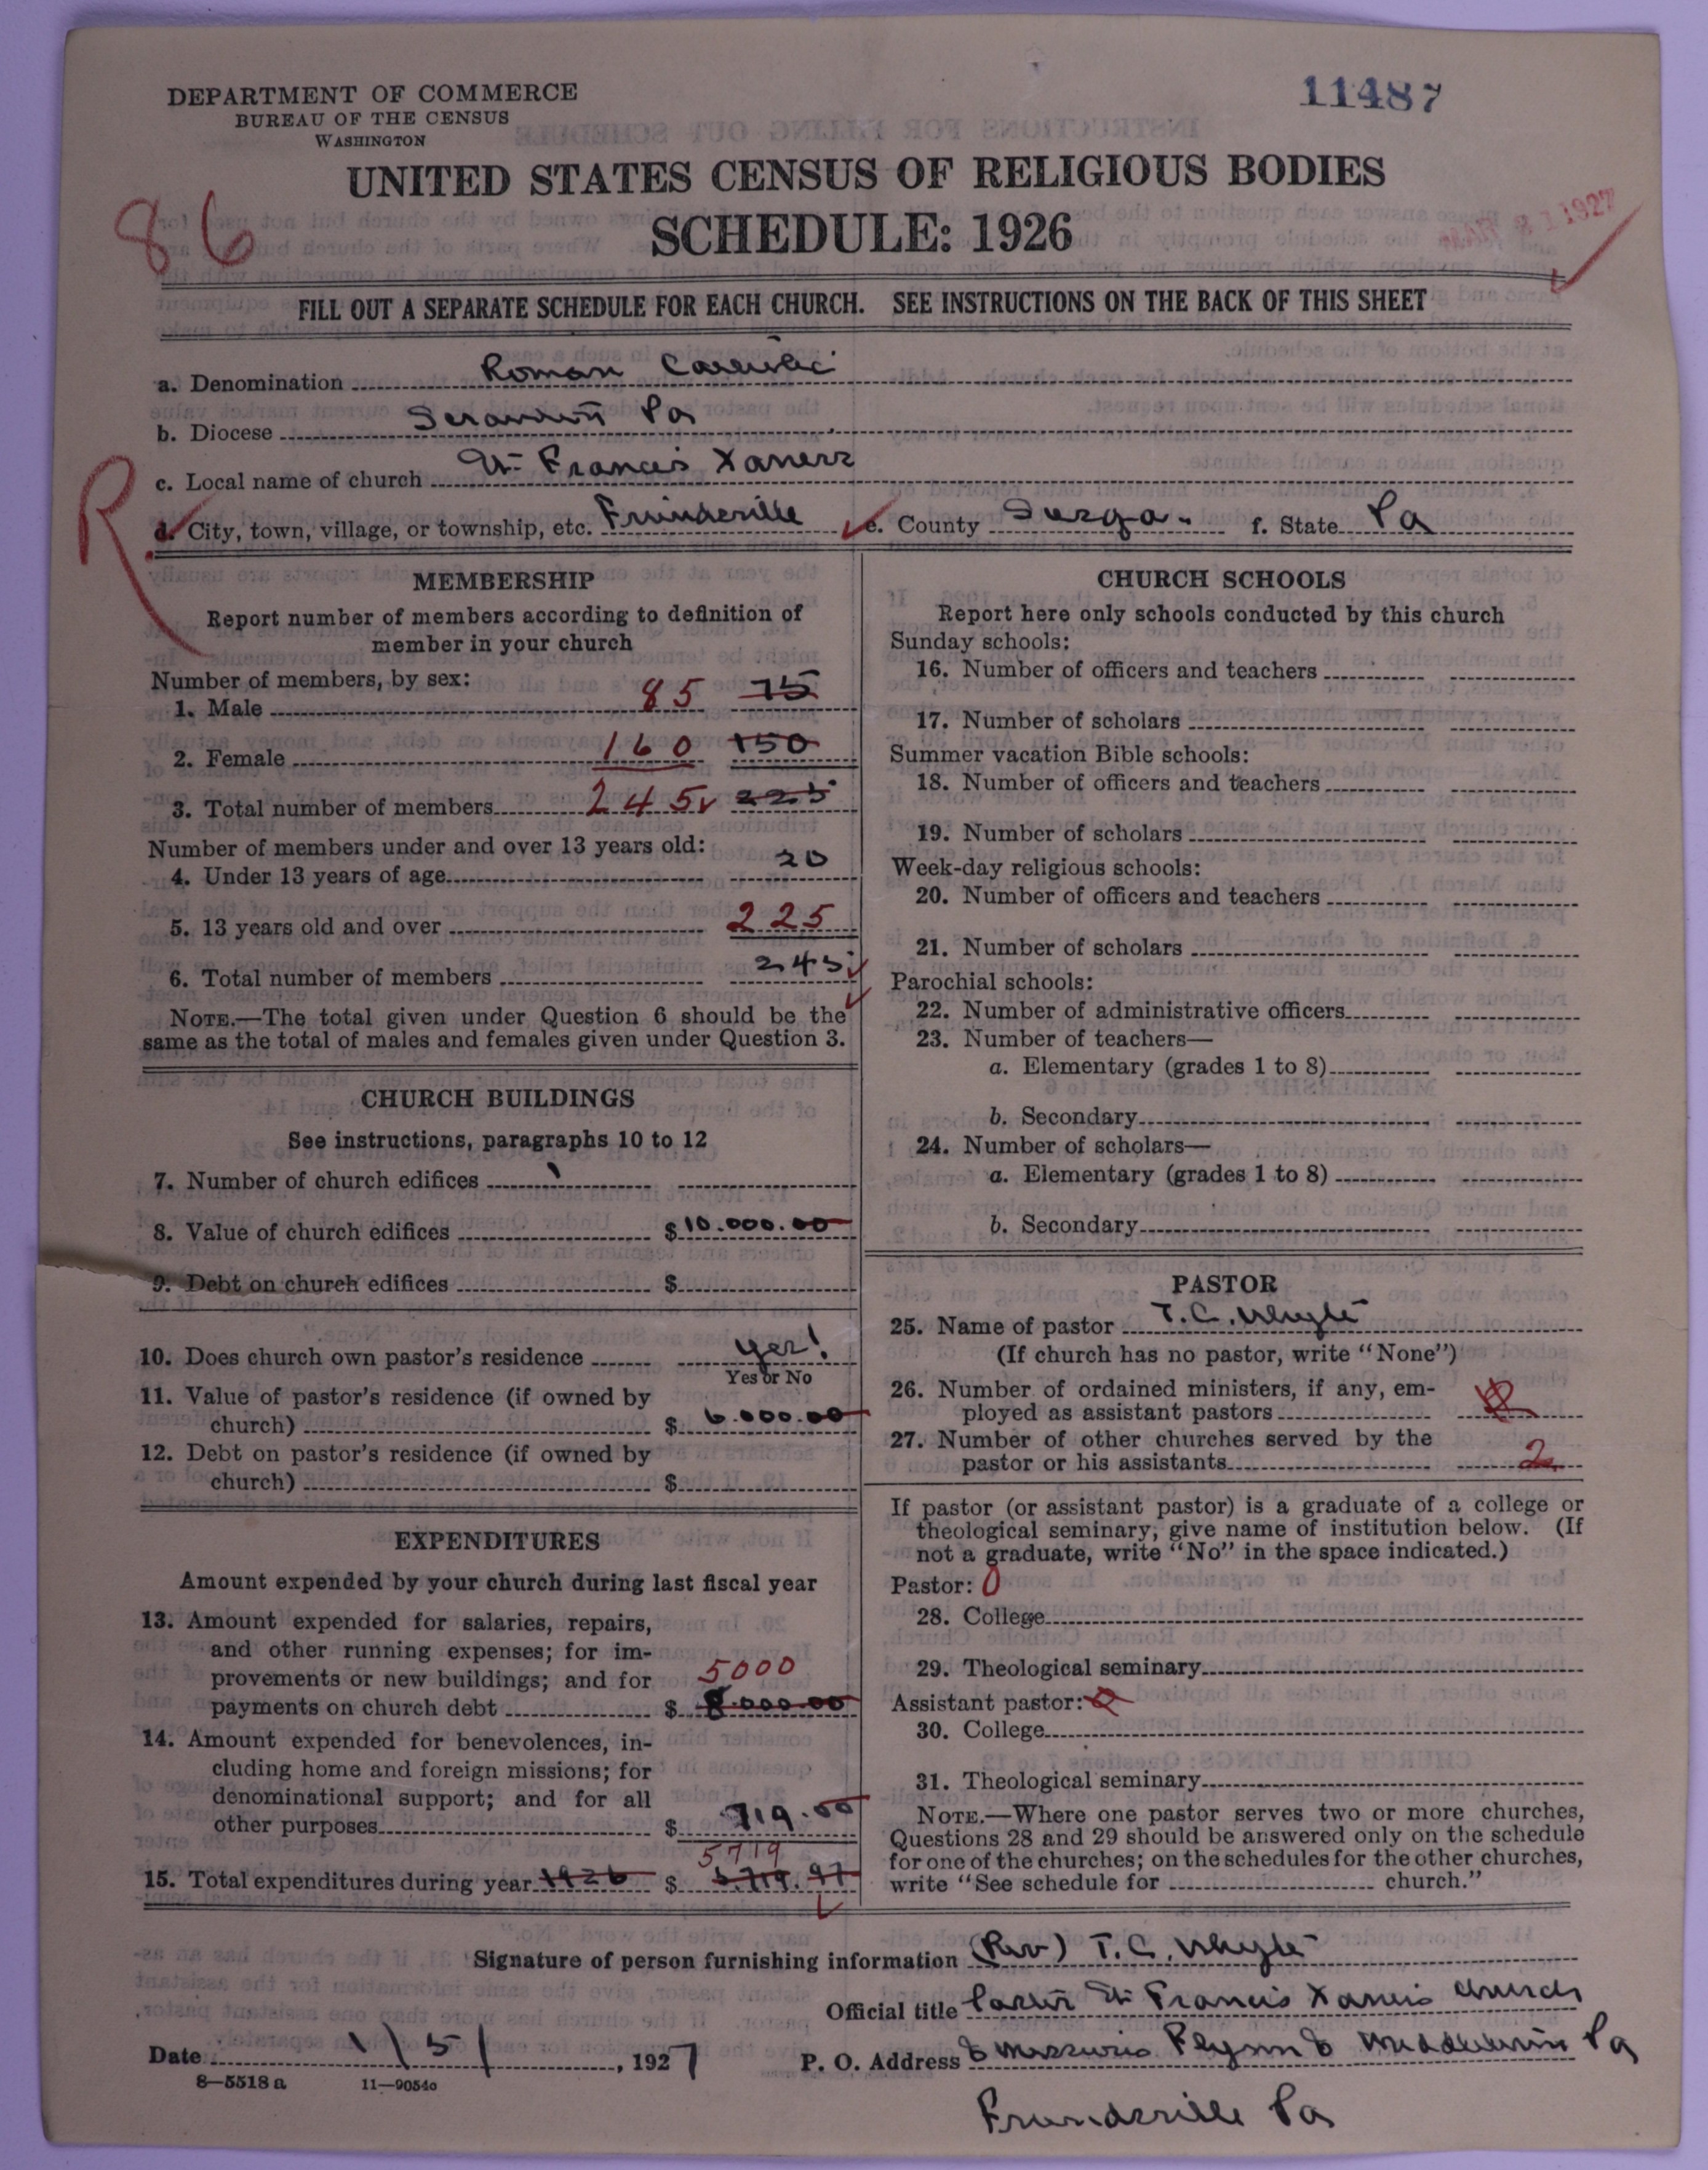 11487
DEPARTMENT OF COMMERCE
BUREAU OF THE CENSUS
WASHINGTON
UNITED STATES CENSUS OF RELIGIOUS BODIES
SCHEDULE: 1926
86
1927
FILL OUT A SEPARATE SCHEDULE FOR EACH CHURCH. SEE INSTRUCTIONS ON THE BACK OF THIS SHEET
a. Denomination Roman
b. Diocese Pa
c. Local name of church St Francis
R
d. City, town, village, or township, etc. e. County f. State Pa
MEMBERSHIP
Report number of members according to definition of
member in your church
Number of members, by sex:
1. Male 85 75
2. Female 160 150
3. Total number of members 245 225
Number of members under and over 13 years old:
4. Under 13 years of age 20
5. 13 years old and over 225
6. Total number of members 245
NOTE.—The total given under Question 6 should be the
same as the total of males and females given under Question 3.
CHURCH BUILDINGS
See instructions, paragraphs 10 to 12
7. Number of church edifices 1
8. Value of church edifices $ 10.000.00
9. Debt on church edifices $
10. Does church own pastor's residence Yes!
Yes or No
11. Value of pastor's residence (if owned by
church) $ 6.000.00
12. Debt on pastor's residence (if owned by
church) $
EXPENDITURES
Amount expended by your church during last fiscal year
13. Amount expended for salaries, repairs,
and other running expenses; for im-
provements or new buildings; and for 5000
payments on church debt $ 8.000.00
14. Amount expended for benevolences, in-
cluding home and foreign missions; for
denominational support; and for all
other purposes $ 719.00
5719
15. Total expenditures during year 1926 $
CHURCH SCHOOLS
Report here only schools conducted by this church
Sunday schools:
16. Number of officers and teachers
17. Number of scholars
Summer vacation Bible schools:
18. Number of officers and teachers
19. Number of scholars
Week-day religious schools:
20. Number of officers and teachers
21. Number of scholars
Parochial schools:
22. Number of administrative officers
23. Number of teachers—
a. Elementary (grades 1 to 8)
b. Secondary
24. Number of scholars—
a. Elementary (grades 1 to 8)
b. Secondary
PASTOR
25. Name of pastor T. C. Whyte
(If church has no pastor, write "None")
26. Number of ordained ministers, if any, em-
ployed as assistant pastors
27. Number of other churches served by the
pastor or his assistants 2
If pastor (or assistant pastor) is a graduate of a college or
theological seminary, give name of institution below. (If
not a graduate, write "No" in the space indicated.)
Pastor: 0
28. College
29. Theological seminary
Assistant pastor:
30. College
31. Theological seminary
NOTE.—Where one pastor serves two or more churches,
Questions 28 and 29 should be answered only on the schedule
for one of the churches; on the schedules for the other churches,
write "See schedule for church."
Signature of person furnishing information (Rev) T. C. Whyte
Official title St Francis church
Date 1/5/, 1927 P. O. Address Pa
8—5518 a 11—9054o
Pa